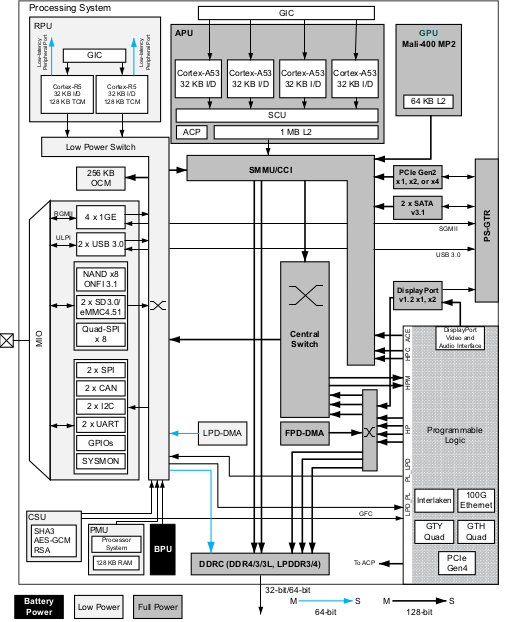 Processing System
RPU
Low-latency
Peripheral Port
Low-latency
Peripheral Port
GIC
Cortex-R5
32 KB I/D
128 KB TCM
Cortex-R5
32 KB I/D
128 KB TCM
GIC
APU
Cortex-A53
32 KB I/D
Cortex-A53
32 KB I/D
Cortex-A53
32 KB I/D
Cortex-A53
32 KB I/D
SCU
ACP
1 MB L2
GPU
Mali-400 MP2
64 KB L2
Low Power Switch
256 KB
OCM
SMMU/CCI
PCIe Gen2
x1, x2, or x4
2 x SATA
v3.1
PS-GTR
SGMII
USB 3.0
RGMII
4 x 1GE
ULPI
2 x USB 3.0
NAND x8
ONFI 3.1
2 x SD3.0/
eMMC4.51
Quad-SPI
x 8
MIO
2 x SPI
2 x CAN
2 x I2C
2 x UART
GPIOs
SYSMON
Central
Switch
DisplayPort
v1.2 x1, x2
DisplayPort
Video and
Audio Interface
ACE
HPC
HPM
HP
PL_LPD
LPD_PL
Programmable
Logic
LPD-DMA
FPD-DMA
GFC
Interlaken
100G
Ethernet
GTY
Quad
GTH
Quad
PCIe
Gen4
CSU
SHA3
AES-GCM
RSA
PMU
Processor
System
128 KB RAM
BPU
DDRC (DDR4/3/3L, LPDDR3/4)
To ACP
32-bit/64-bit
Battery
Power
Low Power
Full Power
M
S
64-bit
M
S
128-bit